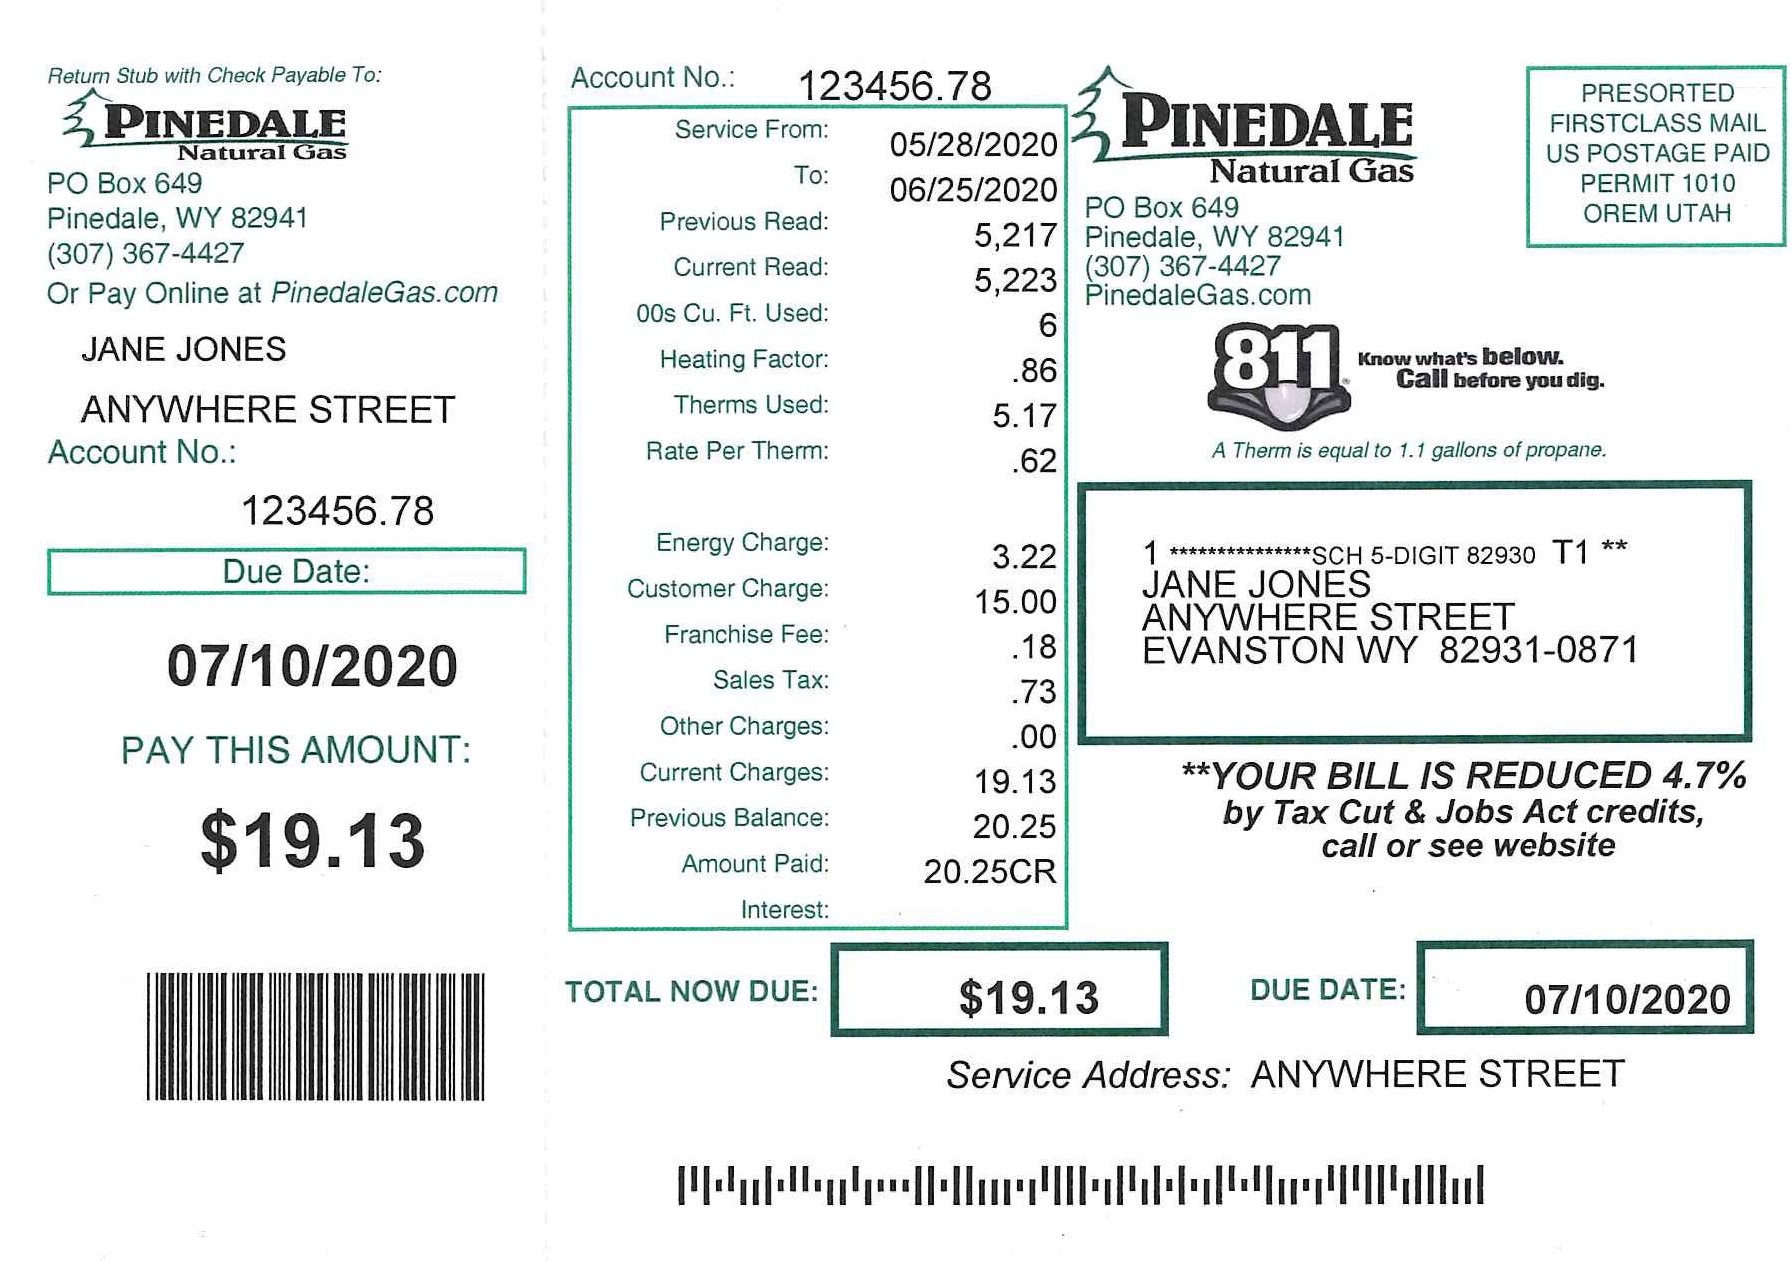 Return Stub with Check Payable To:
PINEDALE
Natural Gas
PO Box 649
Pinedale, WY 82941
(307) 367-4427
Or Pay Online at PinedaleGas.com
JANE JONES
ANYWHERE STREET
Account No.:
123456.78
Due Date:
07/10/2020
PAY THIS AMOUNT:
$19.13
Account No.: 123456.78
Service From: 05/28/2020
To: 06/25/2020
Previous Read: 5,217
Current Read: 5,223
00s Cu. Ft. Used: 6
Heating Factor: .86
Therms Used: 5.17
Rate Per Therm: .62
Energy Charge: 3.22
Customer Charge: 15.00
Franchise Fee: .18
Sales Tax: .73
Other Charges: .00
Current Charges: 19.13
Previous Balance: 20.25
Amount Paid: 20.25CR
Interest:
PINEDALE
Natural Gas
PO Box 649
Pinedale, WY 82941
(307) 367-4427
PinedaleGas.com
PRESORTED
FIRSTCLASS MAIL
US POSTAGE PAID
PERMIT 1010
OREM UTAH
811
Know what's below.
Call before you dig.
A Therm is equal to 1.1 gallons of propane.
1 ***************SCH 5-DIGIT 82930 T1 **
JANE JONES
ANYWHERE STREET
EVANSTON WY 82931-0871
**YOUR BILL IS REDUCED 4.7%
by Tax Cut & Jobs Act credits,
call or see website
TOTAL NOW DUE: $19.13
DUE DATE: 07/10/2020
Service Address: ANYWHERE STREET